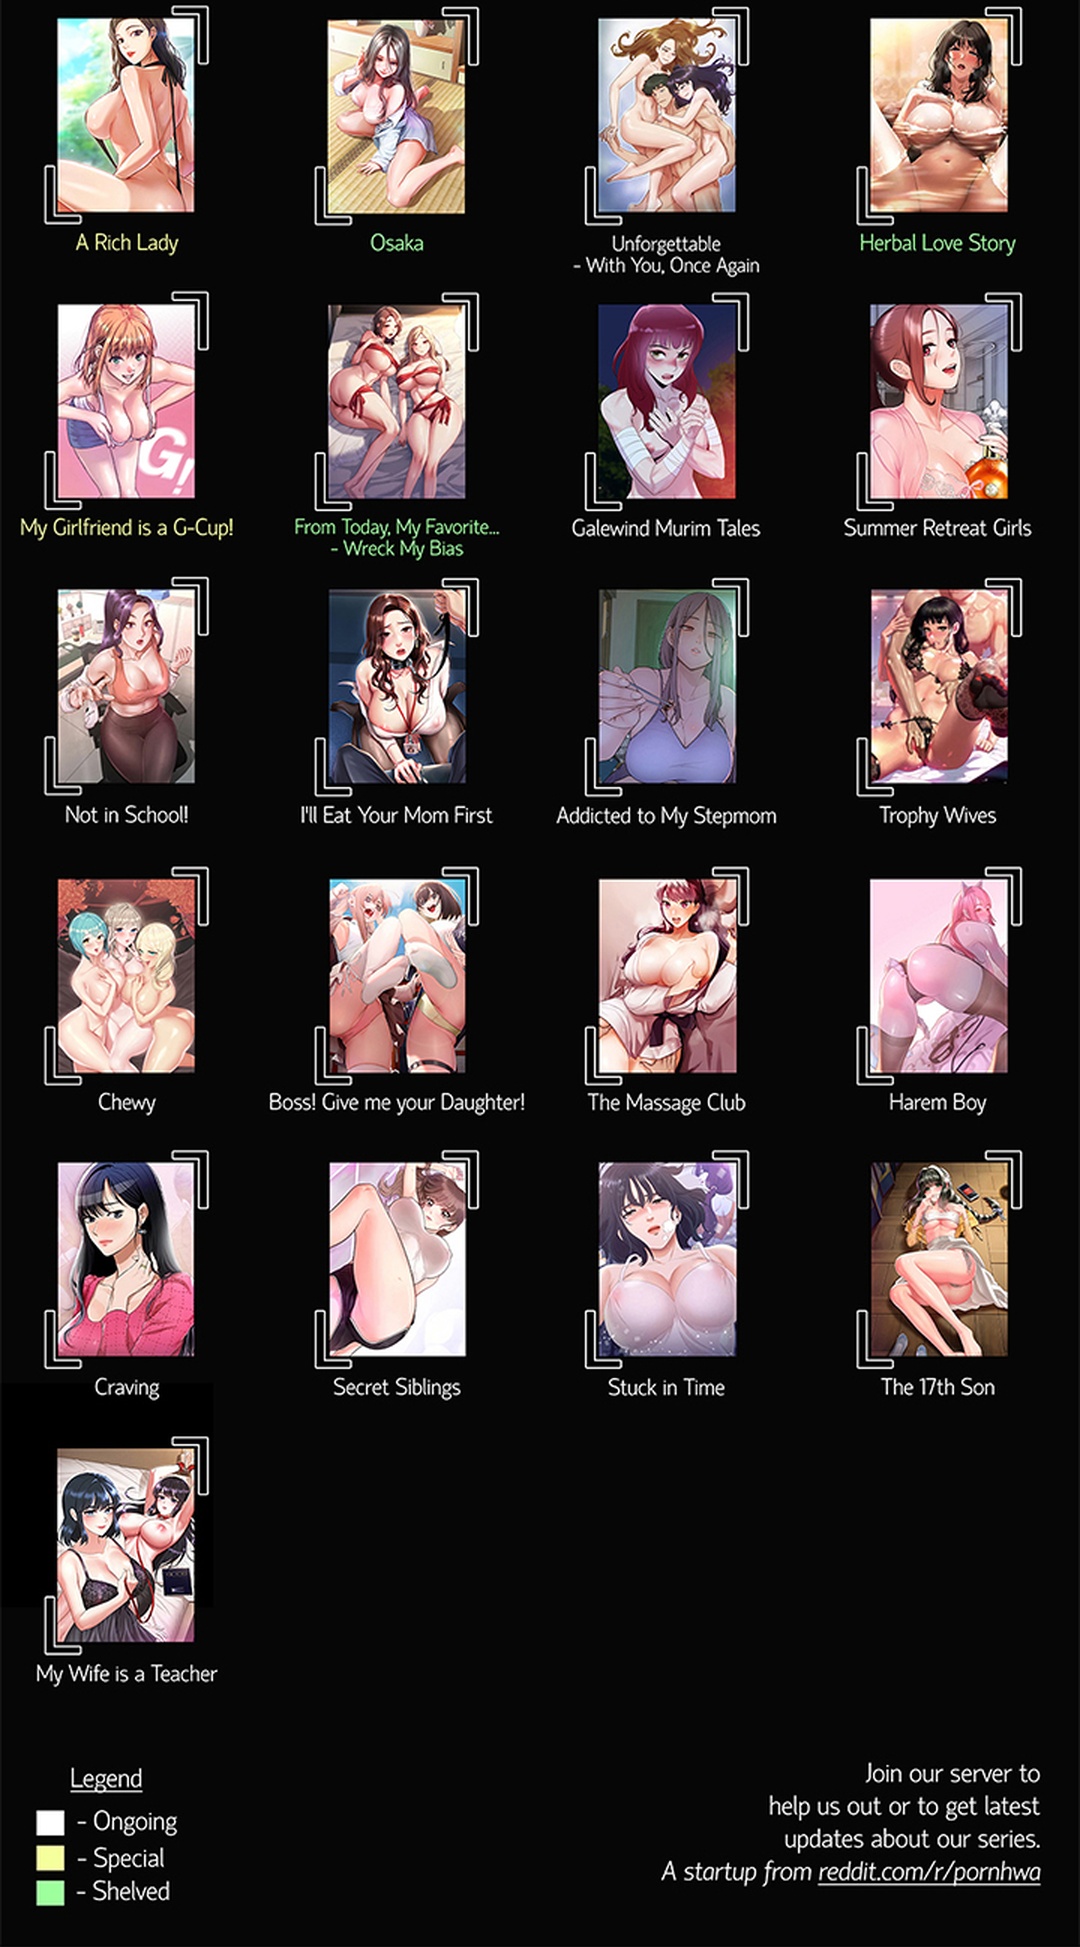 A Rich Lady
Osaka
Unforgettable
- With You, Once Again
Herbal Love Story
G!
My Girlfriend is a G-Cup!
From Today, My Favorite...
- Wreck My Bias
Galewind Murim Tales
Summer Retreat Girls
Not in School!
I'll Eat Your Mom First
Addicted to My Stepmom
Trophy Wives
Chewy
Boss! Give me your Daughter!
The Massage Club
Harem Boy
Craving
Secret Siblings
Stuck in Time
The 17th Son
My Wife is a Teacher
Legend
- Ongoing
- Special
- Shelved
Join our server to
help us out or to get latest
updates about our series.
A startup from reddit.com/r/pornhwa